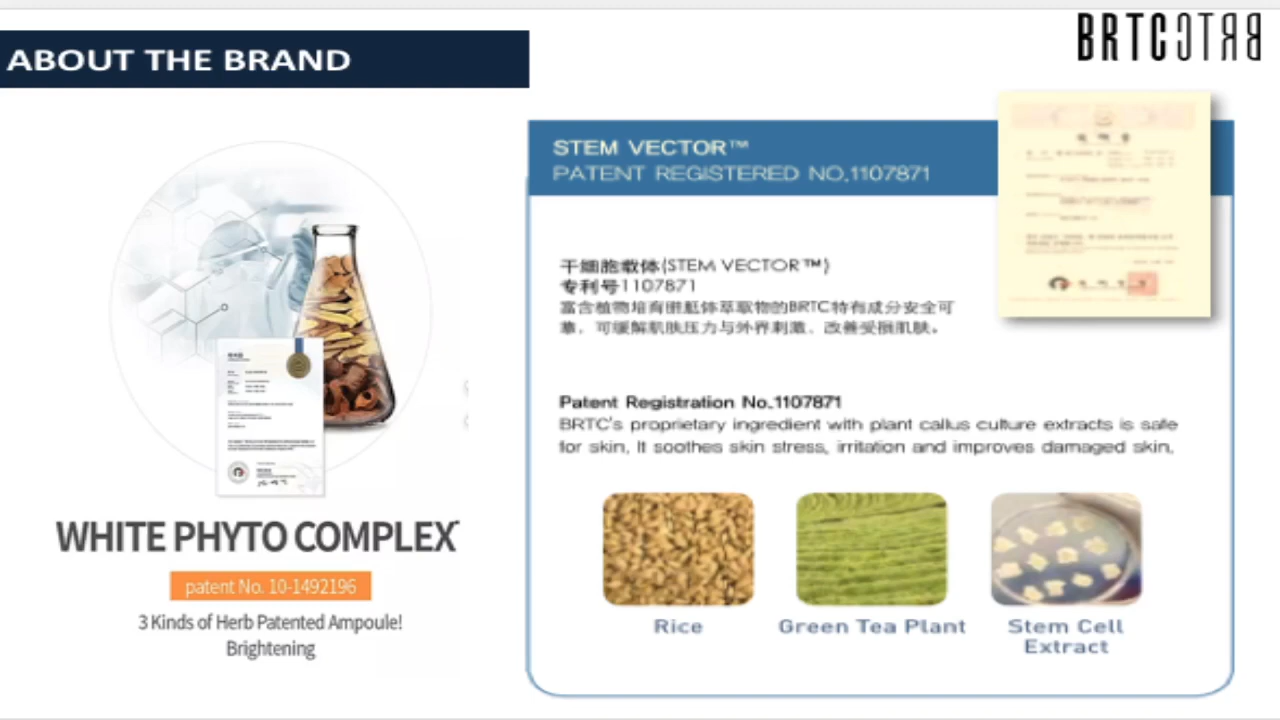 ABOUT THE BRAND
BRTC
WHITE PHYTO COMPLEX
patent No. 10-1492196
3 Kinds of Herb Patented Ampoule!
Brightening
STEM VECTOR™
PATENT REGISTERED NO.1107871
干细胞载体(STEM VECTOR™)
专利号1107871
富含植物培育胼胝体萃取物的BRTC特有成分安全可
靠，可缓解肌肤压力与外界刺激，改善受损肌肤。
Patent Registration No.1107871
BRTC's proprietary ingredient with plant callus culture extracts is safe
for skin. It soothes skin stress, irritation and improves damaged skin.
Rice
Green Tea Plant
Stem Cell
Extract